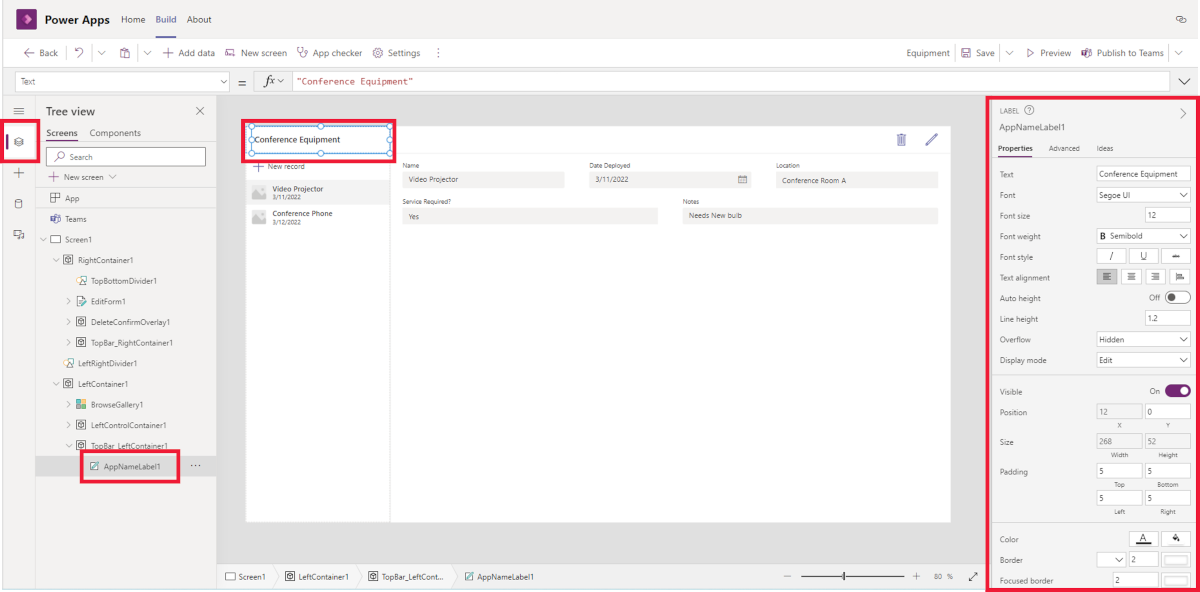 Power Apps Home Build About
Back Add data New screen App checker Settings Equipment Save Preview Publish to Teams
Text = fx "Conference Equipment"
Tree view
Screens Components
Search
New screen
App
Teams
Screen1
RightContainer1
TopBottomDivider1
EditForm1
DeleteConfirmOverlay1
TopBar_RightContainer1
LeftRightDivider1
LeftContainer1
BrowseGallery1
LeftControlContainer1
TopBar_LeftContainer1
AppNameLabel1 ...
Conference Equipment
New record
Video Projector
3/11/2022
Conference Phone
3/12/2022
Name Date Deployed Location
Video Projector 3/11/2022 Conference Room A
Service Required? Notes
Yes Needs New bulb
Screen1 LeftContainer1 TopBar_LeftCont... AppNameLabel1 80 %
LABEL ?
AppNameLabel1
Properties Advanced Ideas
Text Conference Equipment
Font Segoe UI
Font size 12
Font weight B Semibold
Font style / U abc
Text alignment
Auto height Off
Line height 1.2
Overflow Hidden
Display mode Edit
Visible On
Position 12 0
X Y
Size 268 52
Width Height
Padding 5 5
Top Bottom
5 5
Left Right
Color A
Border 2
Focused border 2